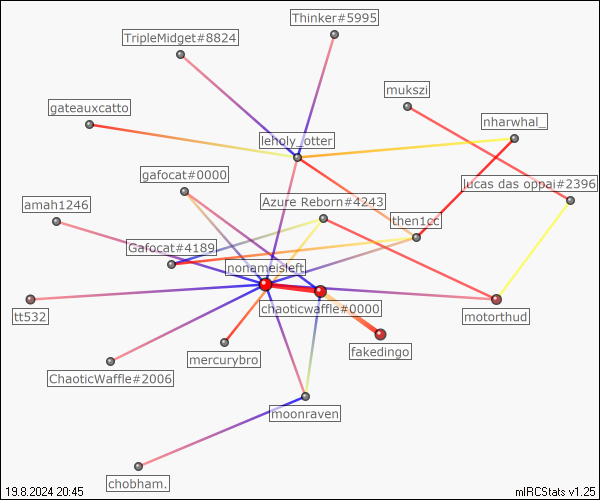 Thinker#5995
TripleMidget#8824
mukszi
gateauxcatto
nharwhal_
leholy_otter
gafocat#0000
lucas das oppai#2396
amah1246
Azure Reborn#4243
then1cc
Gafocat#4189
nonameisleft
chaoticwaffle#0000
tt532
motorthud
fakedingo
mercurybro
ChaoticWaffle#2006
moonraven
chobham.
19.8.2024 20:45
mIRCStats v1.25